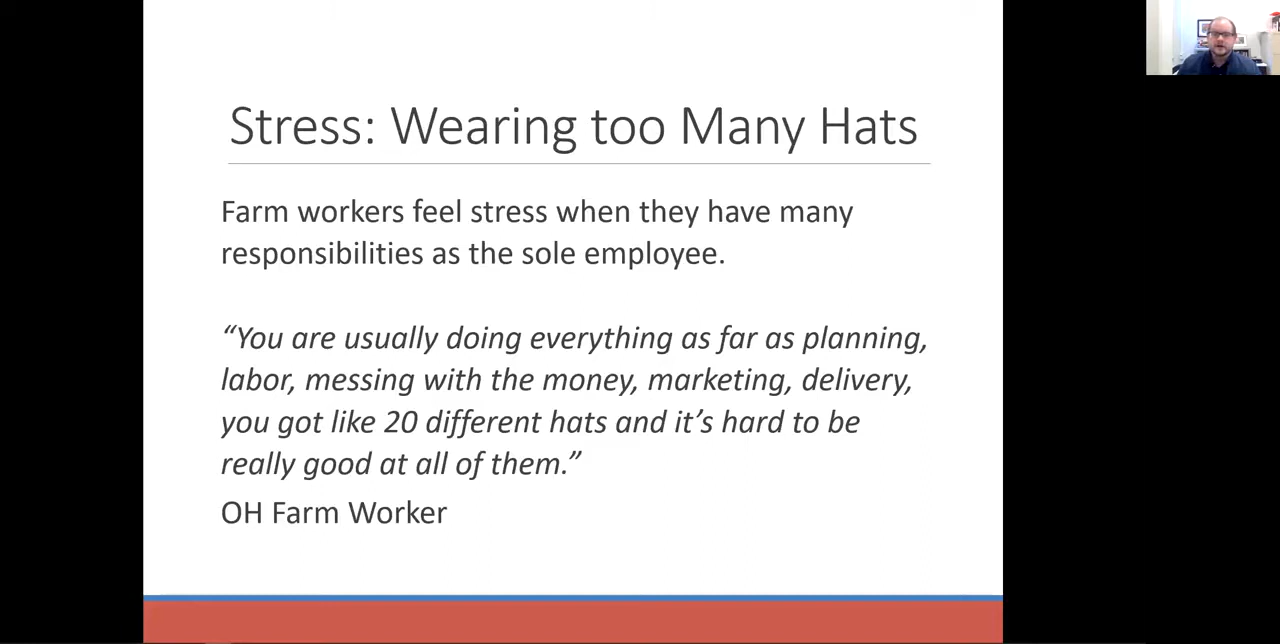 Stress: Wearing too Many Hats
Farm workers feel stress when they have many
responsibilities as the sole employee.
“You are usually doing everything as far as planning,
labor, messing with the money, marketing, delivery,
you got like 20 different hats and it’s hard to be
really good at all of them.”
OH Farm Worker